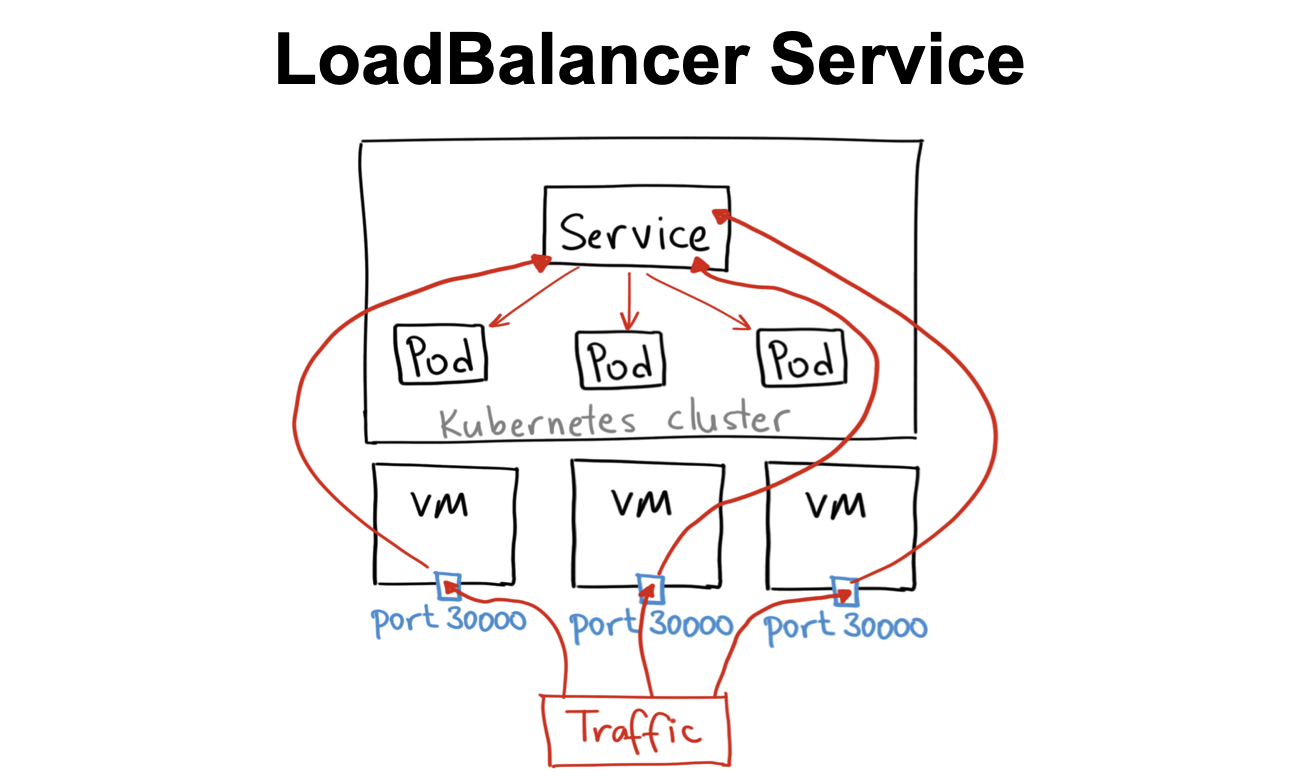 LoadBalancer Service
Service
Pod
Pod
Pod
Kubernetes cluster
VM
VM
VM
port 30000
port 30000
port 30000
Traffic